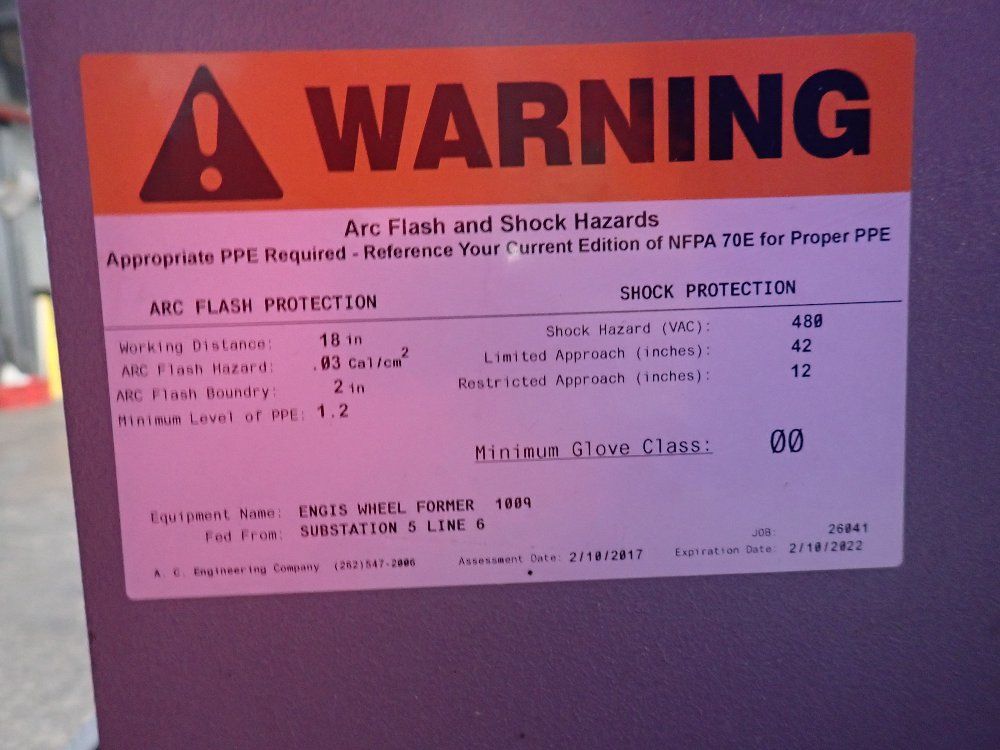 WARNING
Arc Flash and Shock Hazards
Appropriate PPE Required - Reference Your Current Edition of NFPA 70E for Proper PPE
ARC FLASH PROTECTION
Working Distance: 18 in
ARC Flash Hazard: .03 Cal/cm2
ARC Flash Boundry: 2 in
Minimum Level of PPE: 1.2
SHOCK PROTECTION
Shock Hazard (VAC): 480
Limited Approach (inches): 42
Restricted Approach (inches): 12
Minimum Glove Class: 00
Equipment Name: ENGIS WHEEL FORMER 1009
Fed From: SUBSTATION 5 LINE 6
JOB: 26041
A. C. Engineering Company (262)547-2006 Assessment Date: 2/10/2017 Expiration Date: 2/10/2022